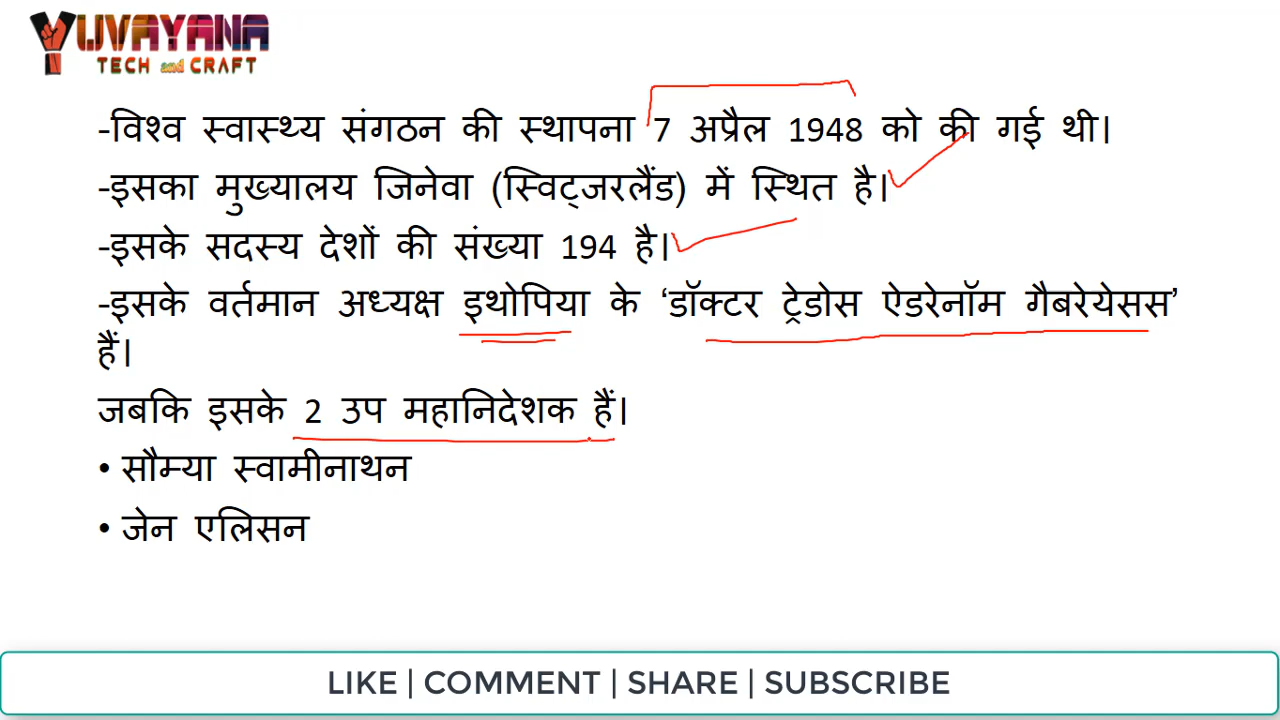 YUVAYANA
TECH and CRAFT
-विश्व स्वास्थ्य संगठन की स्थापना 7 अप्रैल 1948 को की गई थी।
-इसका मुख्यालय जिनेवा (स्विट्जरलैंड) में स्थित है।
-इसके सदस्य देशों की संख्या 194 है।
-इसके वर्तमान अध्यक्ष इथोपिया के ‘डॉक्टर ट्रेडोस ऐडरेनॉम गैबरेयेसस’
हैं।
जबकि इसके 2 उप महानिदेशक हैं।
• सौम्या स्वामीनाथन
• जेन एलिसन
LIKE | COMMENT | SHARE | SUBSCRIBE